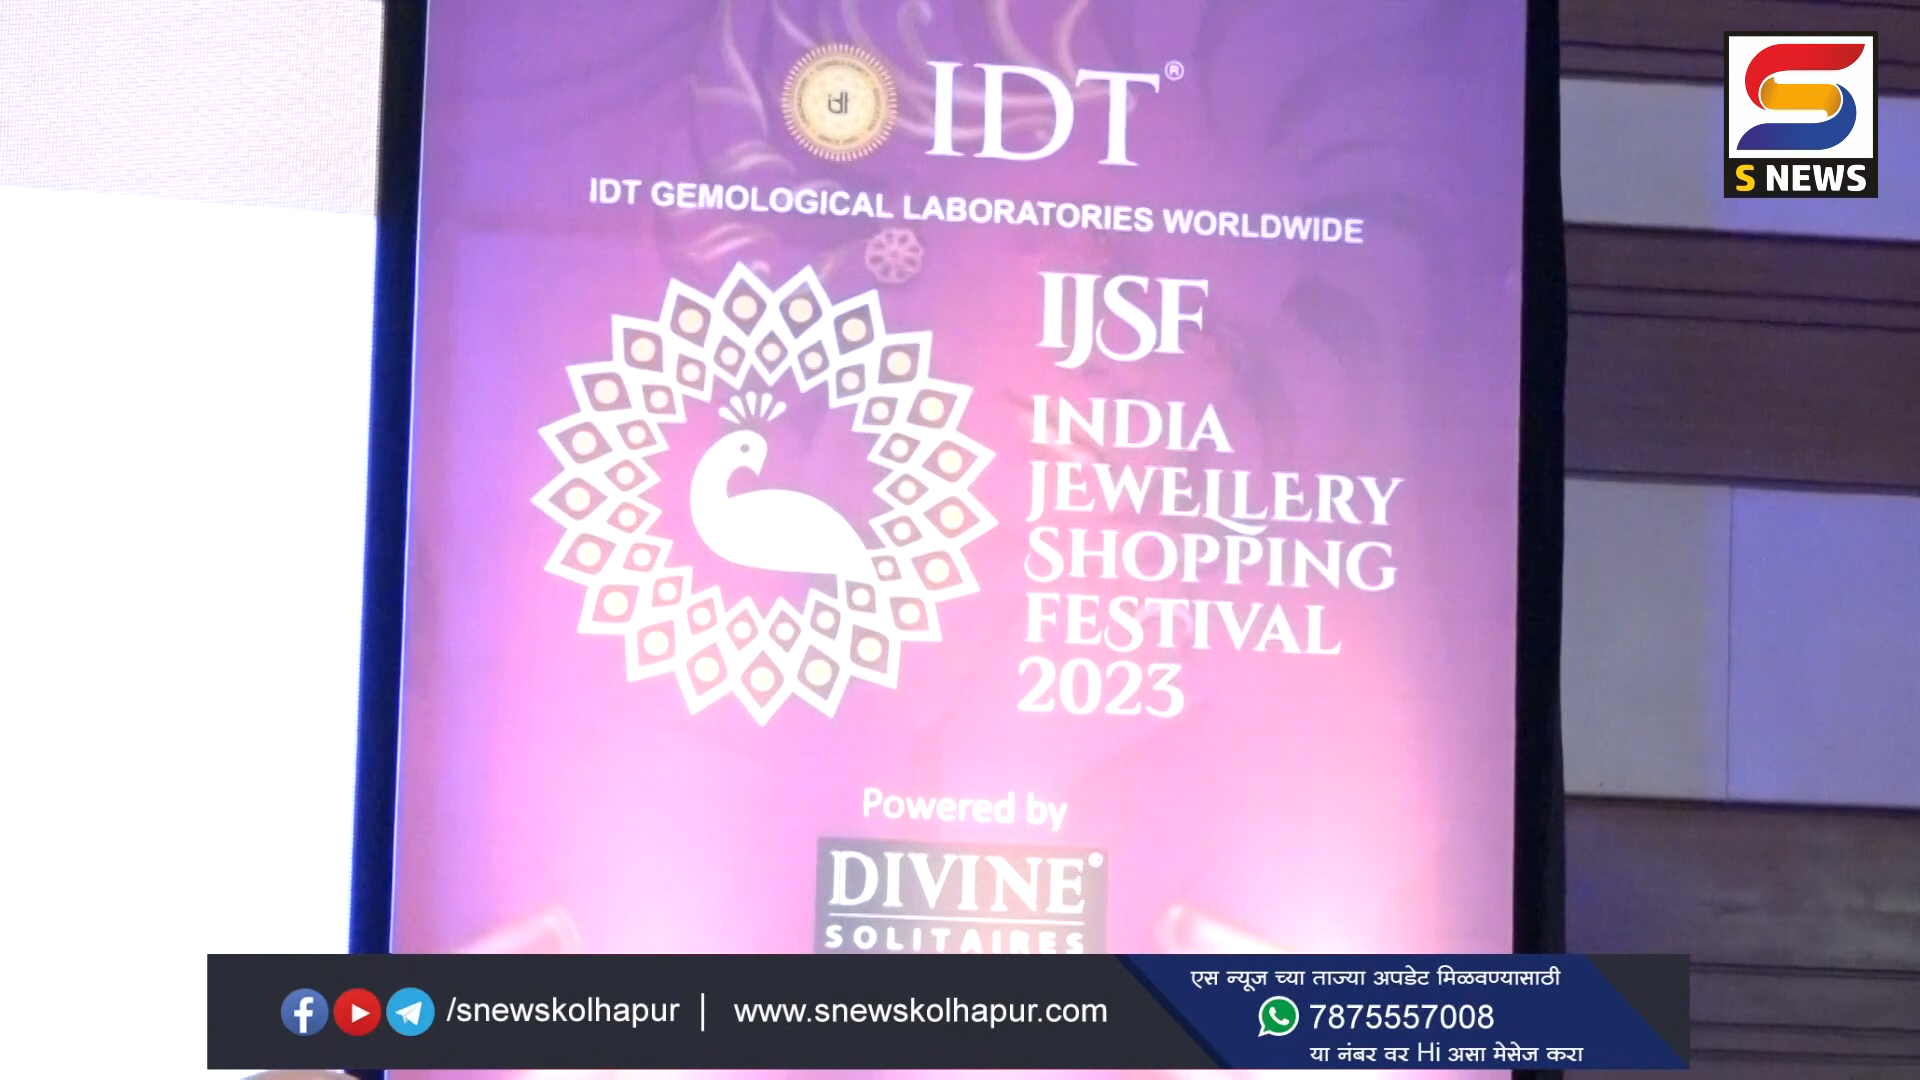 idt
IDT®
IDT GEMOLOGICAL LABORATORIES WORLDWIDE
IJSF
INDIA
JEWELLERY
SHOPPING
FESTIVAL
2023
Powered by
DIVINE®
SOLITAIRES
S NEWS
/snewskolhapur | www.snewskolhapur.com
एस न्यूज च्या ताज्या अपडेट मिळवण्यासाठी
7875557008
या नंबर वर Hi असा मेसेज करा